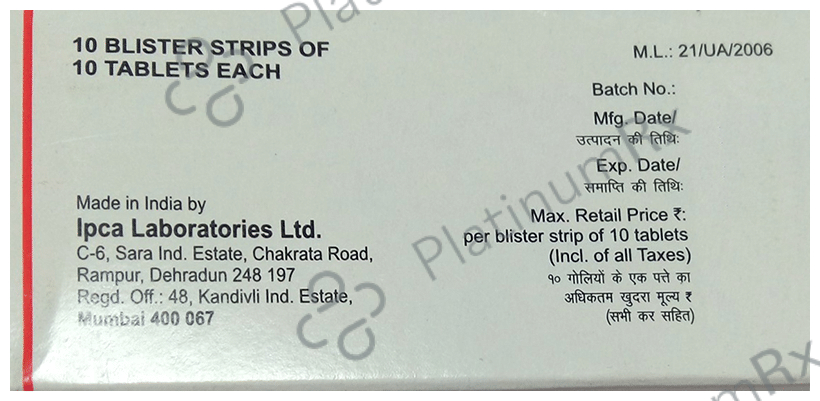 10 BLISTER STRIPS OF
10 TABLETS EACH
M.L.: 21/UA/2006
Batch No.:
Mfg. Date/
उत्पादन की तिथि:
Exp. Date/
समाप्ति की तिथि:
Made in India by
Ipca Laboratories Ltd.
C-6, Sara Ind. Estate, Chakrata Road,
Rampur, Dehradun 248 197
Regd. Off.: 48, Kandivli Ind. Estate,
Mumbai 400 067
Max. Retail Price ₹:
per blister strip of 10 tablets
(Incl. of all Taxes)
१० गोलियों के एक पत्ते का
अधिकतम खुदरा मूल्य ₹
(सभी कर सहित)
PlatinumRx